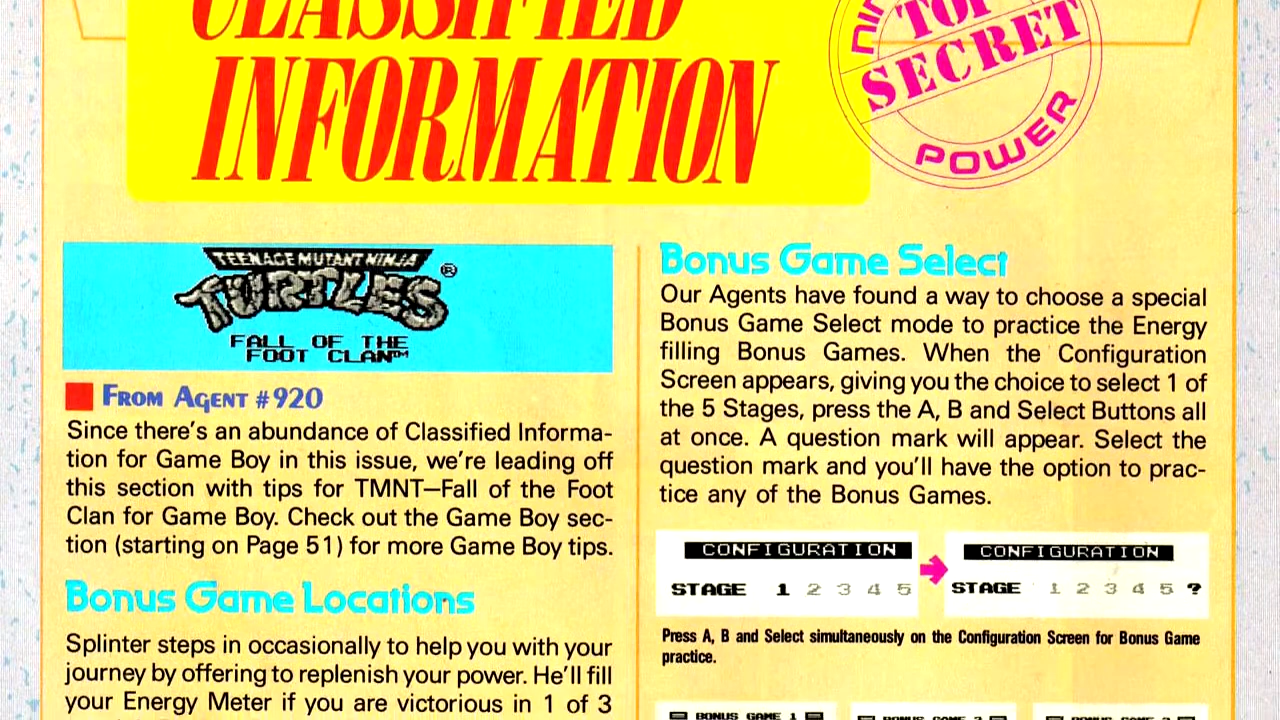 CLASSIFIED
INFORMATION
TOP
SECRET
POWER
TEENAGE MUTANT NINJA
TURTLES®
FALL OF THE
FOOT CLAN™
FROM AGENT #920
Since there's an abundance of Classified Informa-
tion for Game Boy in this issue, we're leading off
this section with tips for TMNT—Fall of the Foot
Clan for Game Boy. Check out the Game Boy sec-
tion (starting on Page 51) for more Game Boy tips.
Bonus Game Locations
Splinter steps in occasionally to help you with your
journey by offering to replenish your power. He'll fill
your Energy Meter if you are victorious in 1 of 3
Bonus Game Select
Our Agents have found a way to choose a special
Bonus Game Select mode to practice the Energy
filling Bonus Games. When the Configuration
Screen appears, giving you the choice to select 1 of
the 5 Stages, press the A, B and Select Buttons all
at once. A question mark will appear. Select the
question mark and you'll have the option to prac-
tice any of the Bonus Games.
CONFIGURATION
STAGE 1 2 3 4 5
CONFIGURATION
STAGE 1 2 3 4 5 ?
Press A, B and Select simultaneously on the Configuration Screen for Bonus Game
practice.
BONUS GAME 1
BONUS GAME 2
BONUS GAME 3